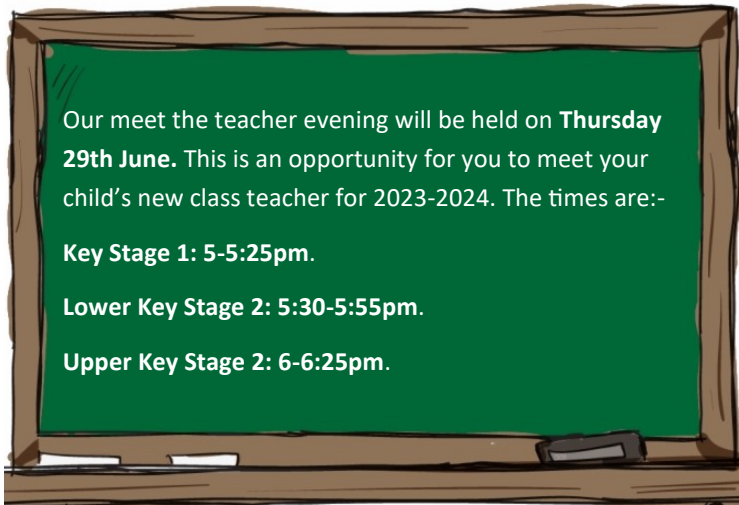 Our meet the teacher evening will be held on Thursday
29th June. This is an opportunity for you to meet your
child’s new class teacher for 2023-2024. The times are:-
Key Stage 1: 5-5:25pm.
Lower Key Stage 2: 5:30-5:55pm.
Upper Key Stage 2: 6-6:25pm.